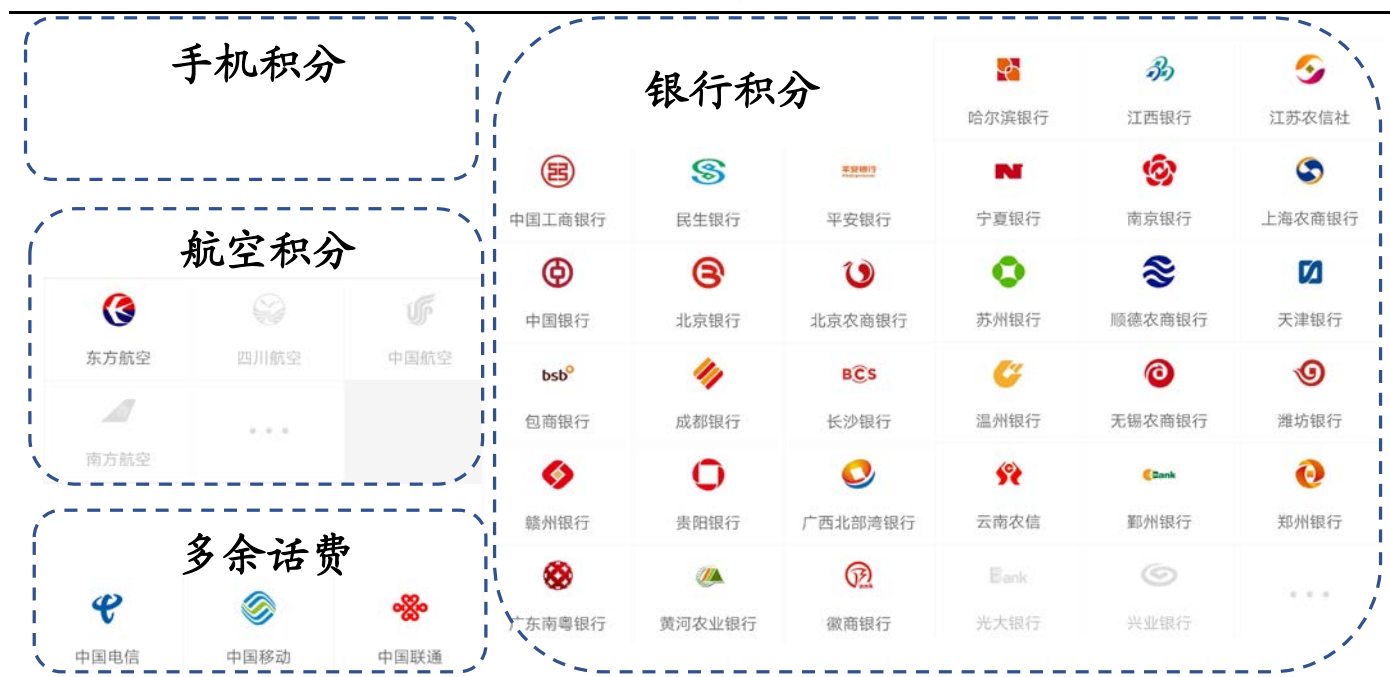 手机积分
航空积分
东方航空 四川航空 中国航空
南方航空
多余话费
中国电信 中国移动 中国联通
银行积分
哈尔滨银行 江西银行 江苏农信社
平安银行
中国工商银行 民生银行 平安银行 宁夏银行 南京银行 上海农商银行
中国银行 北京银行 北京农商银行 苏州银行 顺德农商银行 天津银行
bsb BCS
包商银行 成都银行 长沙银行 温州银行 无锡农商银行 潍坊银行
Bank
赣州银行 贵阳银行 广西北部湾银行 云南农信 鄞州银行 郑州银行
Bank
广东南粤银行 黄河农业银行 徽商银行 光大银行 兴业银行